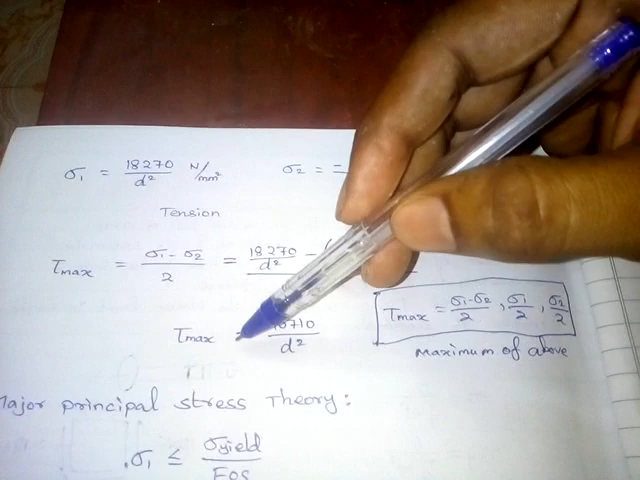 σ₁ = 18270/d² N/mm² σ₂ = -
Tension
τmax = σ₁ - σ₂/2 = 18270/d² - (
τmax = σ₁-σ₂/2 , σ₁/2 , σ₂/2
τmax 10710/d²
Maximum of above
Major principal stress Theory:
σ₁ ≤ σyield/FOS